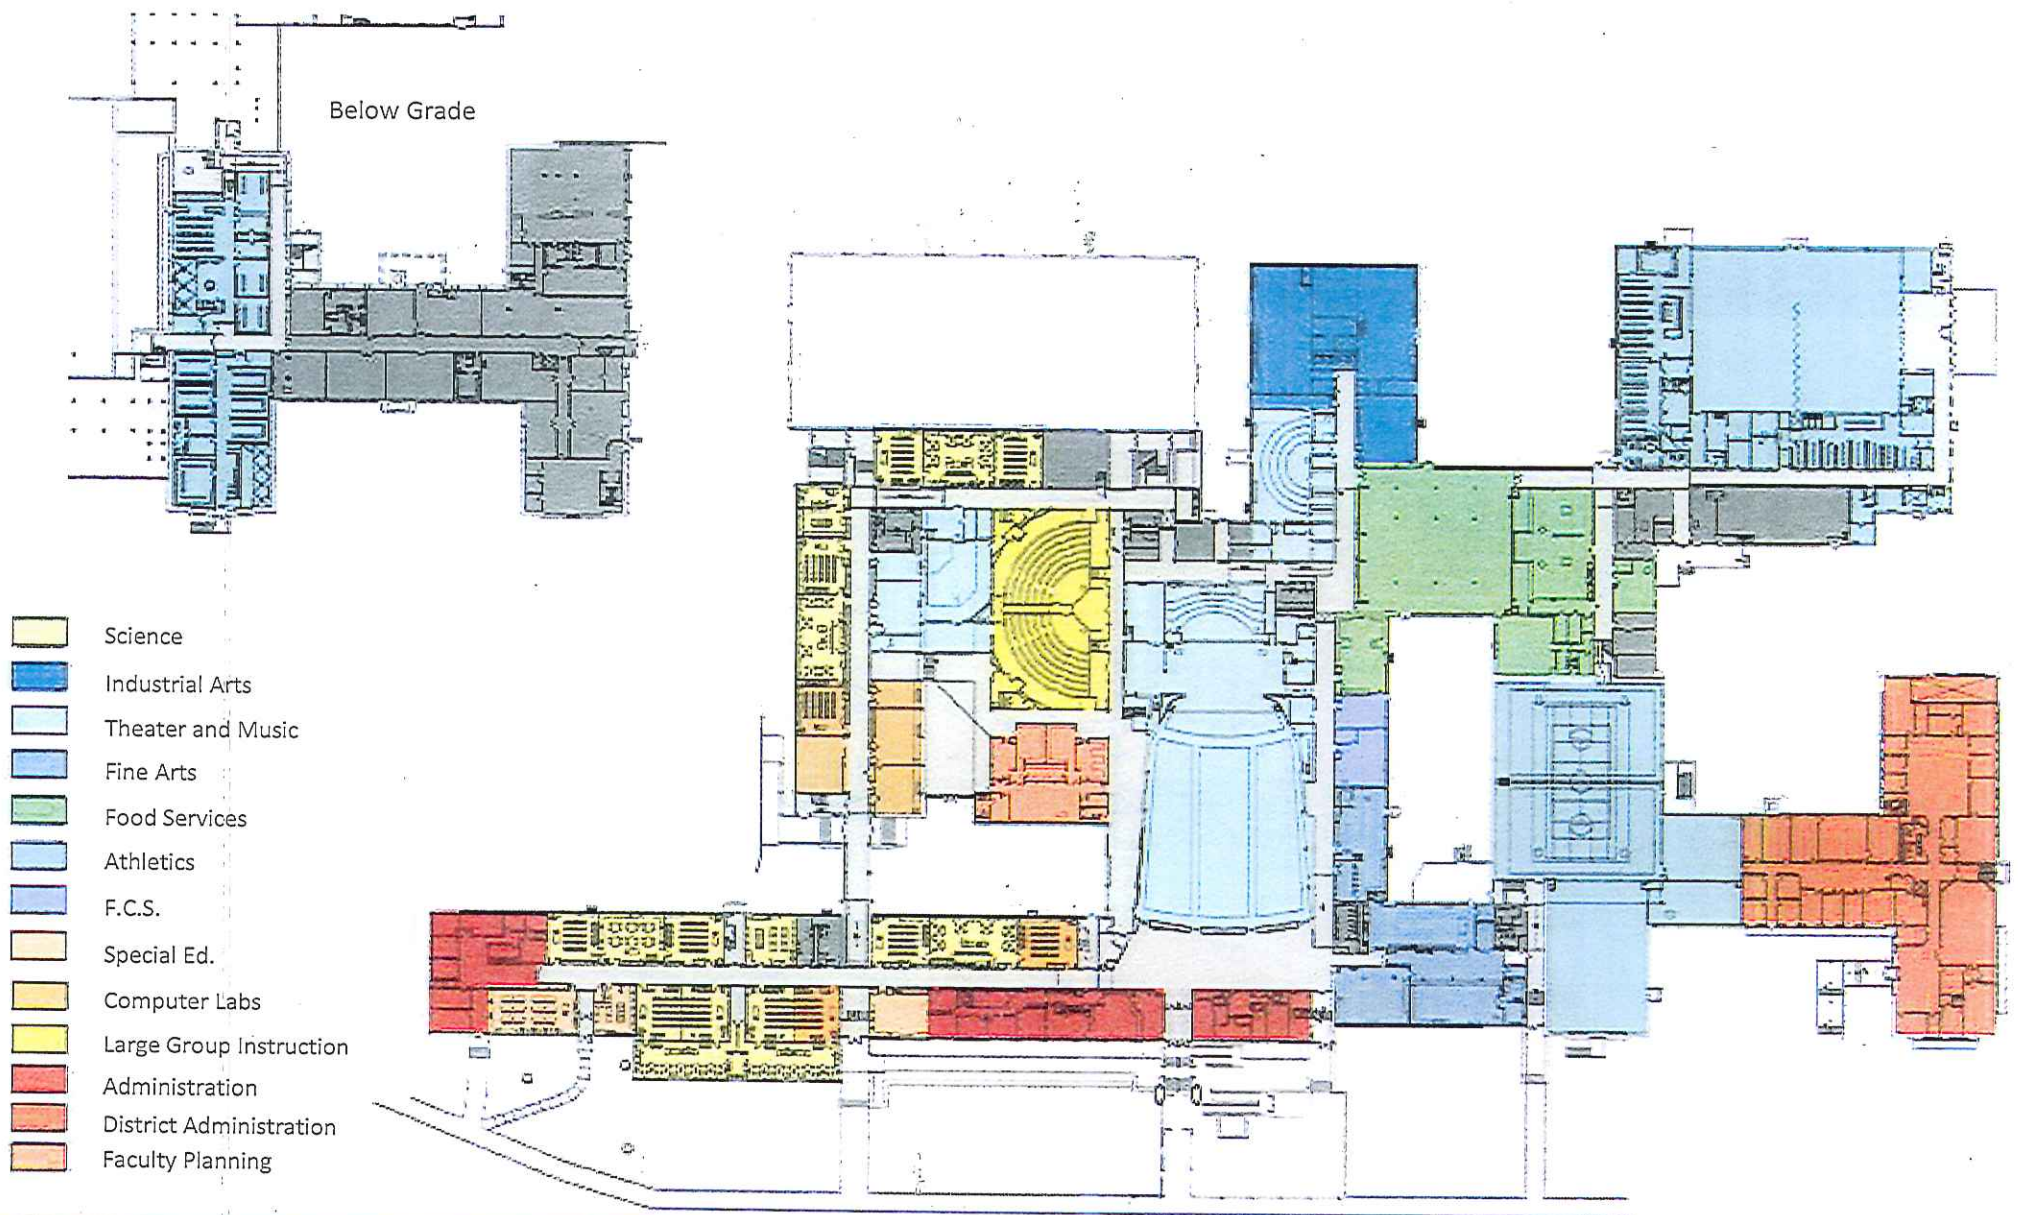 Below Grade
Science
Industrial Arts
Theater and Music
Fine Arts
Food Services
Athletics
F.C.S.
Special Ed.
Computer Labs
Large Group Instruction
Administration
District Administration
Faculty Planning